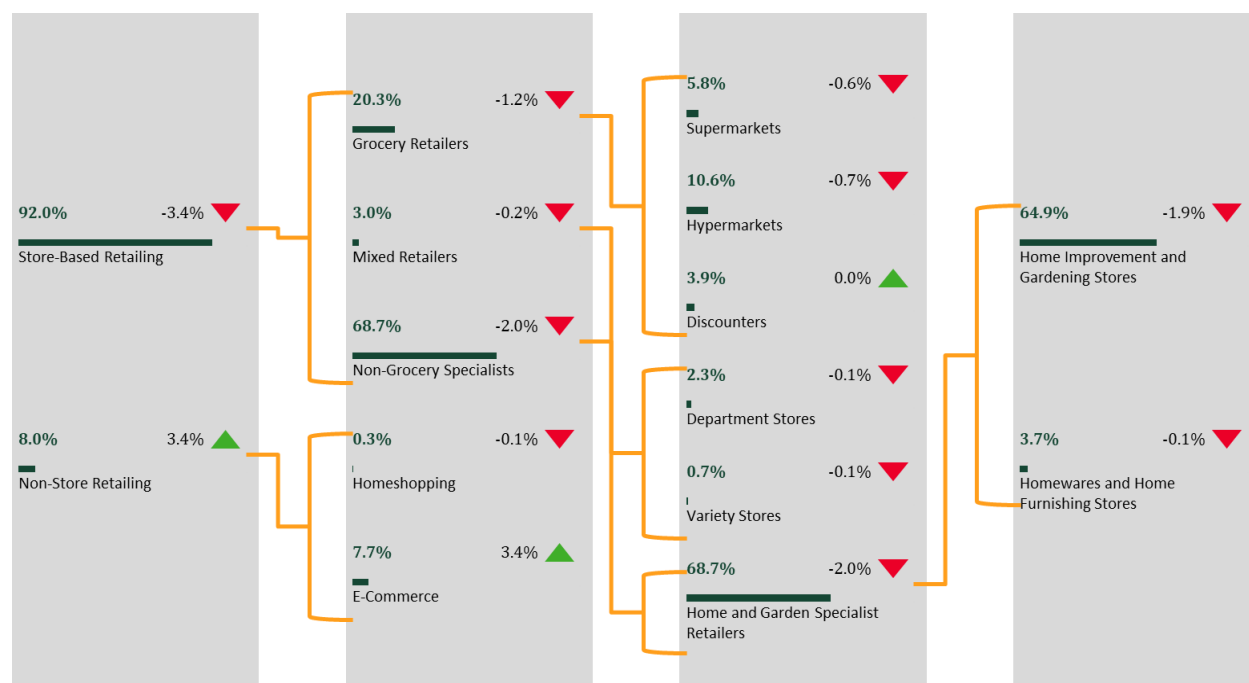 92.0% -3.4%
Store-Based Retailing
8.0% 3.4%
Non-Store Retailing
20.3% -1.2%
Grocery Retailers
3.0% -0.2%
Mixed Retailers
68.7% -2.0%
Non-Grocery Specialists
0.3% -0.1%
Homeshopping
7.7% 3.4%
E-Commerce
5.8% -0.6%
Supermarkets
10.6% -0.7%
Hypermarkets
3.9% 0.0%
Discounters
2.3% -0.1%
Department Stores
0.7% -0.1%
Variety Stores
68.7% -2.0%
Home and Garden Specialist
Retailers
64.9% -1.9%
Home Improvement and
Gardening Stores
3.7% -0.1%
Homewares and Home
Furnishing Stores